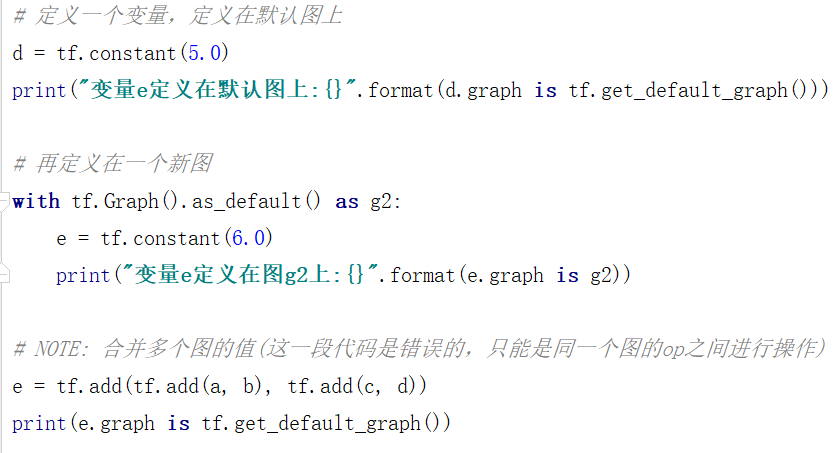 # 定义一个变量，定义在默认图上
d = tf.constant(5.0)
print("变量e定义在默认图上:{}".format(d.graph is tf.get_default_graph()))
# 再定义在一个新图
with tf.Graph().as_default() as g2:
    e = tf.constant(6.0)
    print("变量e定义在图g2上:{}".format(e.graph is g2))
# NOTE: 合并多个图的值(这一段代码是错误的，只能是同一个图的op之间进行操作)
e = tf.add(tf.add(a, b), tf.add(c, d))
print(e.graph is tf.get_default_graph())